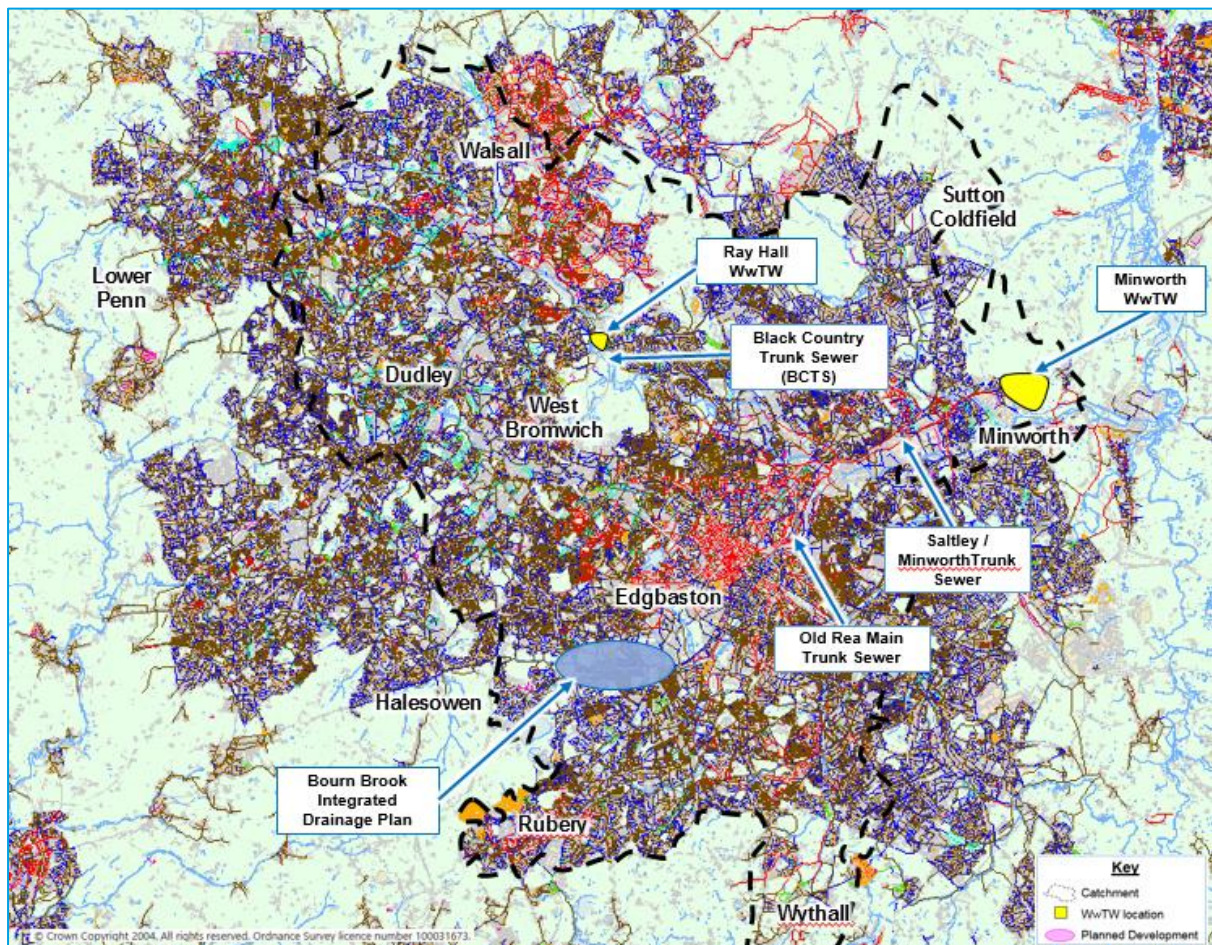 Walsall
Sutton
Coldfield
Ray Hall
WwTW
Minworth
WwTW
Lower
Penn
Black Country
Trunk Sewer
(BCTS)
Dudley
West
Bromwich
Minworth
Saltley /
MinworthTrunk
Sewer
Edgbaston
Old Rea Main
Trunk Sewer
Halesowen
Bourn Brook
Integrated
Drainage Plan
Rubery
Wythall
Key
Catchment
WwTW location
Planned Development
© Crown Copyright 2004. All rights reserved. Ordnance Survey licence number 100031673.